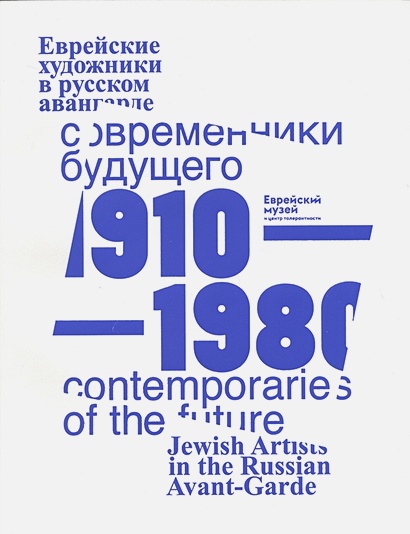 Еврейские
художники
в русском
авангарде
современники
будущего
1910
Еврейский
музей
и центр толерантности
—
—1980
contemporaries
of the future
Jewish Artists
in the Russian
Avant-Garde